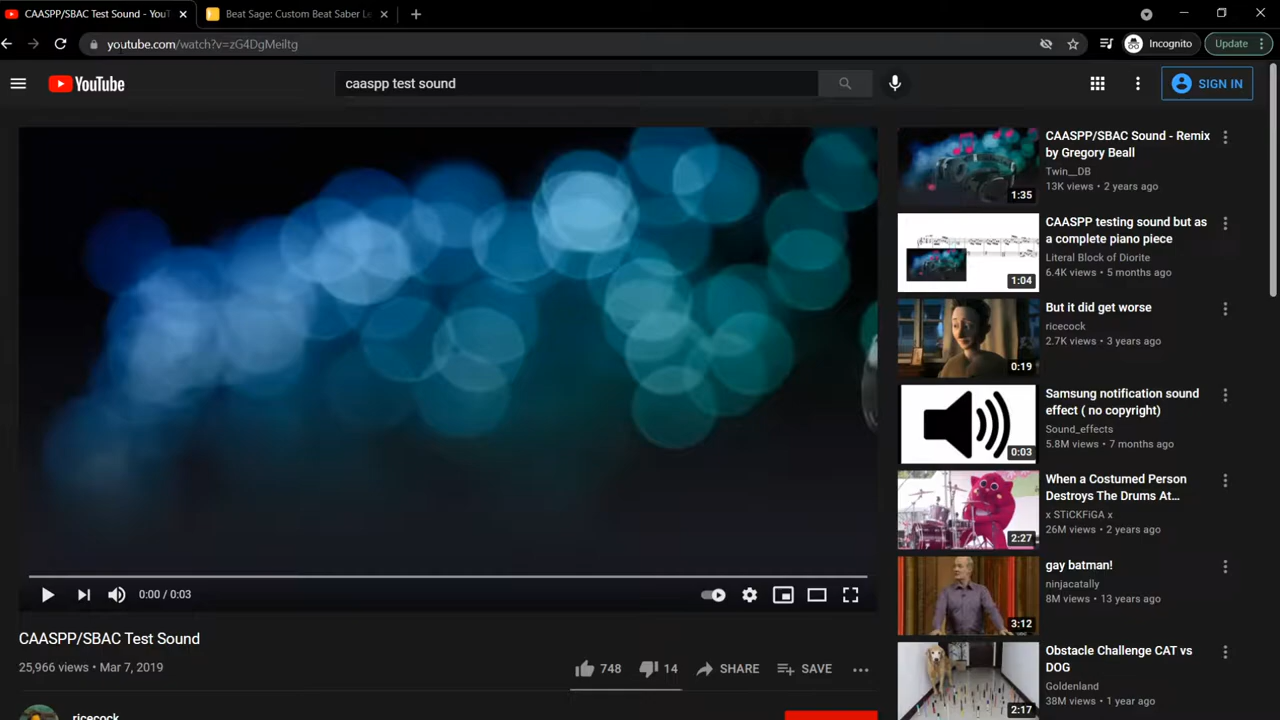 CAASPP/SBAC Test Sound - YouT
Beat Sage: Custom Beat Saber Le
youtube.com/watch?v=zG4DgMeiltg
Incognito
Update
YouTube
caaspp test sound
SIGN IN
CAASPP/SBAC Sound - Remix
by Gregory Beall
Twin__DB
13K views • 2 years ago
1:35
CAASPP testing sound but as
a complete piano piece
Literal Block of Diorite
6.4K views • 5 months ago
1:04
But it did get worse
ricecock
2.7K views • 3 years ago
0:19
Samsung notification sound
effect ( no copyright)
Sound_effects
5.8M views • 7 months ago
0:03
When a Costumed Person
Destroys The Drums At...
x STiCKFiGA x
26M views • 2 years ago
2:27
gay batman!
ninjacatally
8M views • 13 years ago
3:12
Obstacle Challenge CAT vs
DOG
Goldenland
38M views • 1 year ago
2:17
0:00 / 0:03
CAASPP/SBAC Test Sound
25,966 views • Mar 7, 2019
748
14
SHARE
SAVE
ricecock